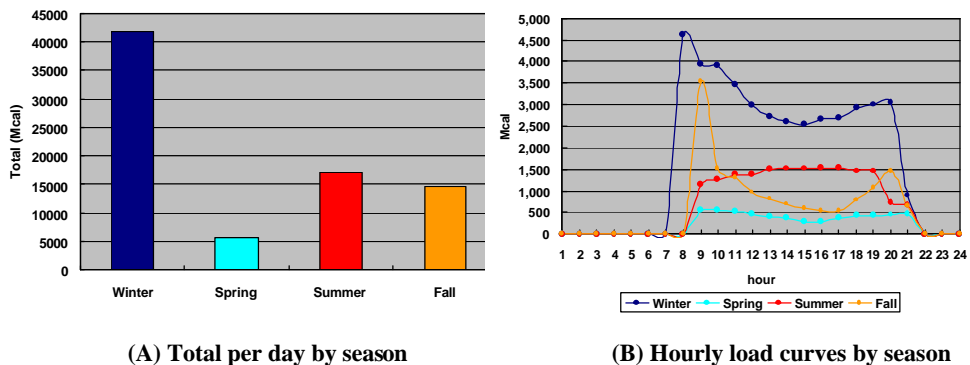 Total (Mcal)
45000
40000
35000
30000
25000
20000
15000
10000
5000
0
Winter Spring Summer Fall
(A) Total per day by season
Mcal
5,000
4,500
4,000
3,500
3,000
2,500
2,000
1,500
1,000
500
0
1 2 3 4 5 6 7 8 9 10 11 12 13 14 15 16 17 18 19 20 21 22 23 24
hour
Winter Spring Summer Fall
(B) Hourly load curves by season